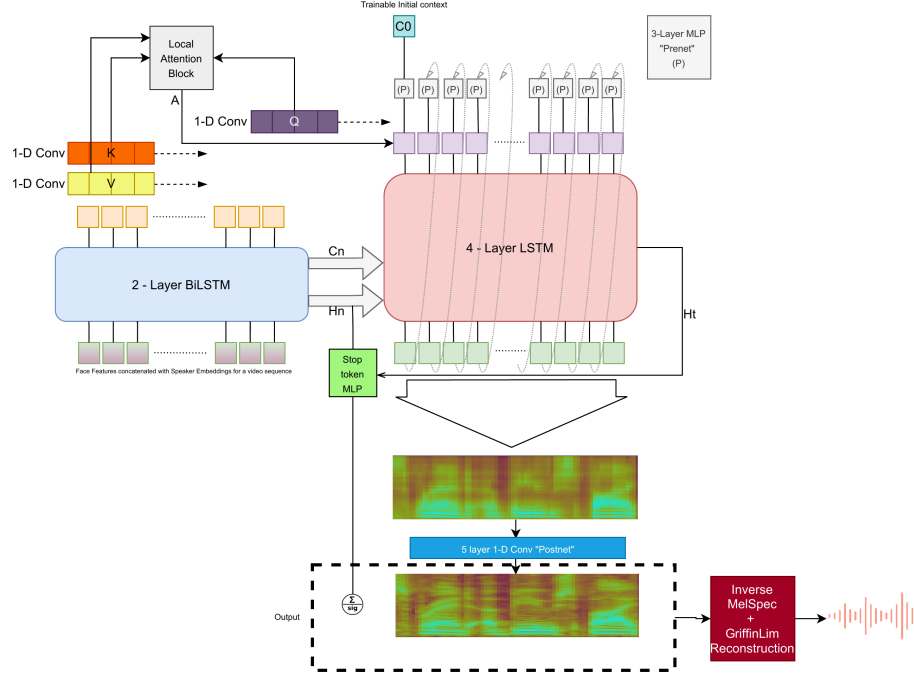 Trainable Initial context
C0
3-Layer MLP
"Prenet"
(P)
Local
Attention
Block
A
(P)
(P)
(P)
(P)
(P)
(P)
(P)
(P)
1-D Conv
Q
1-D Conv
K
1-D Conv
V
4 - Layer LSTM
Cn
2 - Layer BiLSTM
Hn
Ht
Stop
token
MLP
Face Features concatenated with Speaker Embeddings for a video sequence
5 layer 1-D Conv "Postnet"
Σ
sig
Output
Inverse
MelSpec
+
GriffinLim
Reconstruction